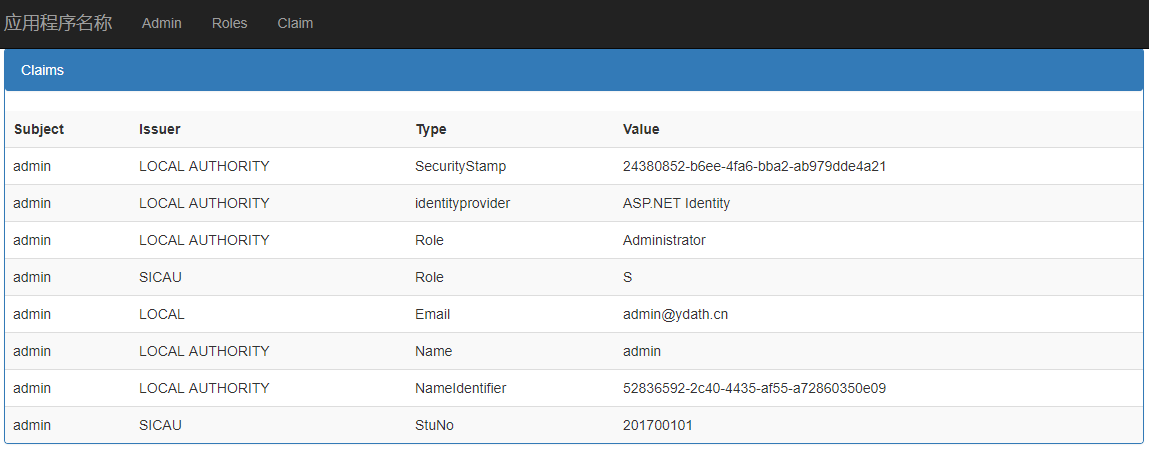 应用程序名称 Admin Roles Claim
Claims
Subject Issuer Type Value
admin LOCAL AUTHORITY SecurityStamp 24380852-b6ee-4fa6-bba2-ab979dde4a21
admin LOCAL AUTHORITY identityprovider ASP.NET Identity
admin LOCAL AUTHORITY Role Administrator
admin SICAU Role S
admin LOCAL Email admin@ydath.cn
admin LOCAL AUTHORITY Name admin
admin LOCAL AUTHORITY NameIdentifier 52836592-2c40-4435-af55-a72860350e09
admin SICAU StuNo 201700101